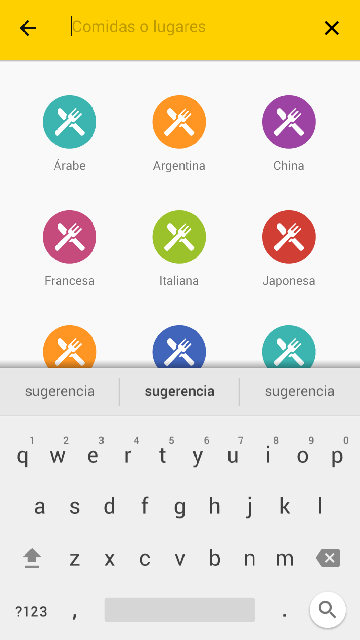 Comidas o lugares
Árabe Argentina China
Francesa Italiana Japonesa
sugerencia sugerencia sugerencia
1 2 3 4 5 6 7 8 9 0
q w e r t y u i o p
a s d f g h j k l
z x c v b n m
?123 , .